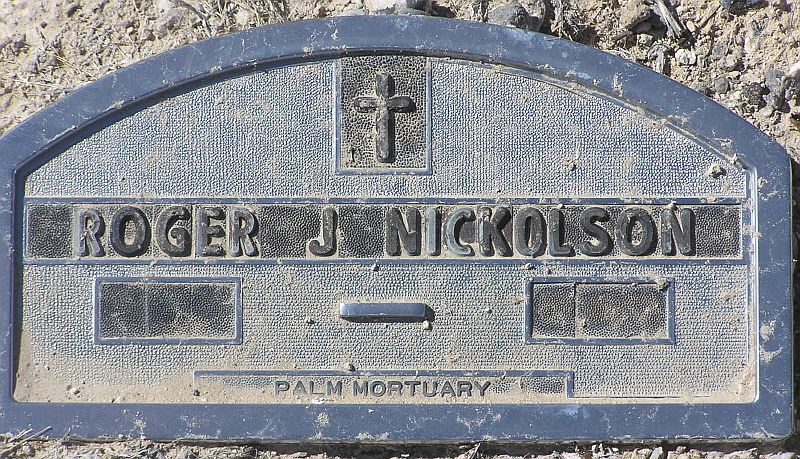 ROGER J NICKOLSON
PALM MORTUARY